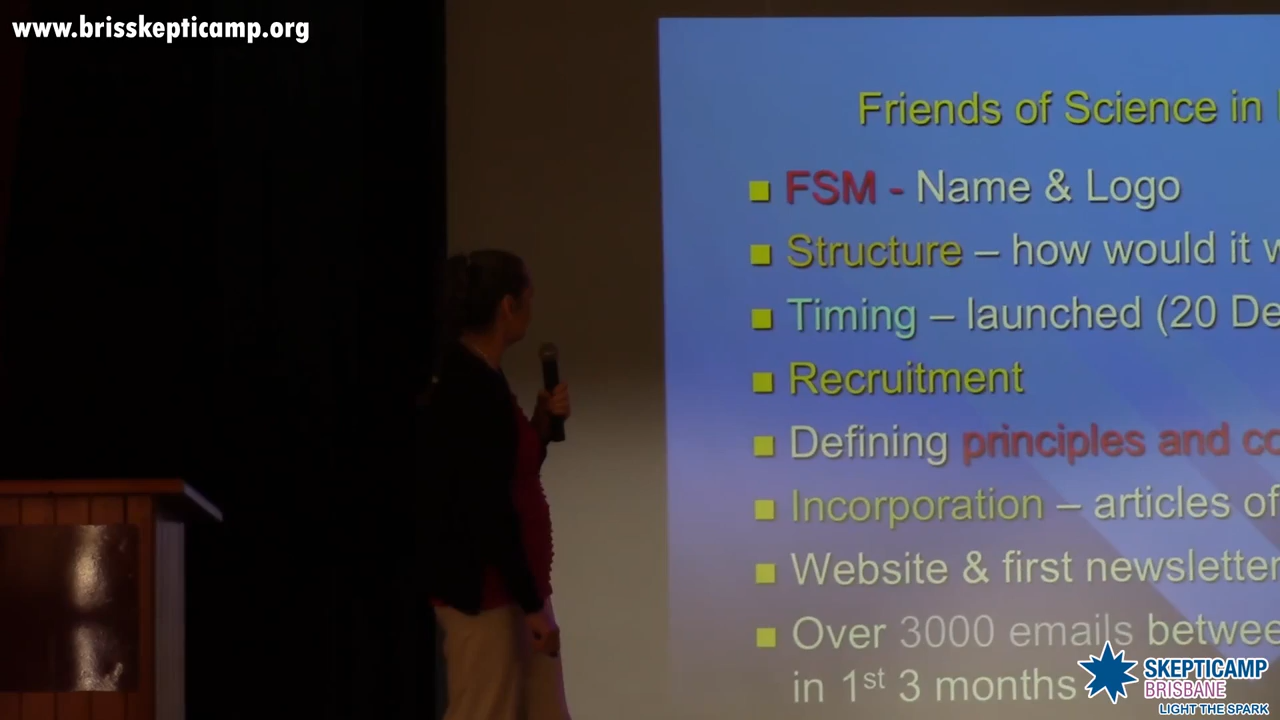 www.brisskepticamp.org
Friends of Science in
FSM - Name & Logo
Structure – how would it w
Timing – launched (20 De
Recruitment
Defining principles and co
Incorporation – articles of
Website & first newsletter
Over 3000 emails betwee
in 1st 3 months
SKEPTICAMP
BRISBANE
LIGHT THE SPARK